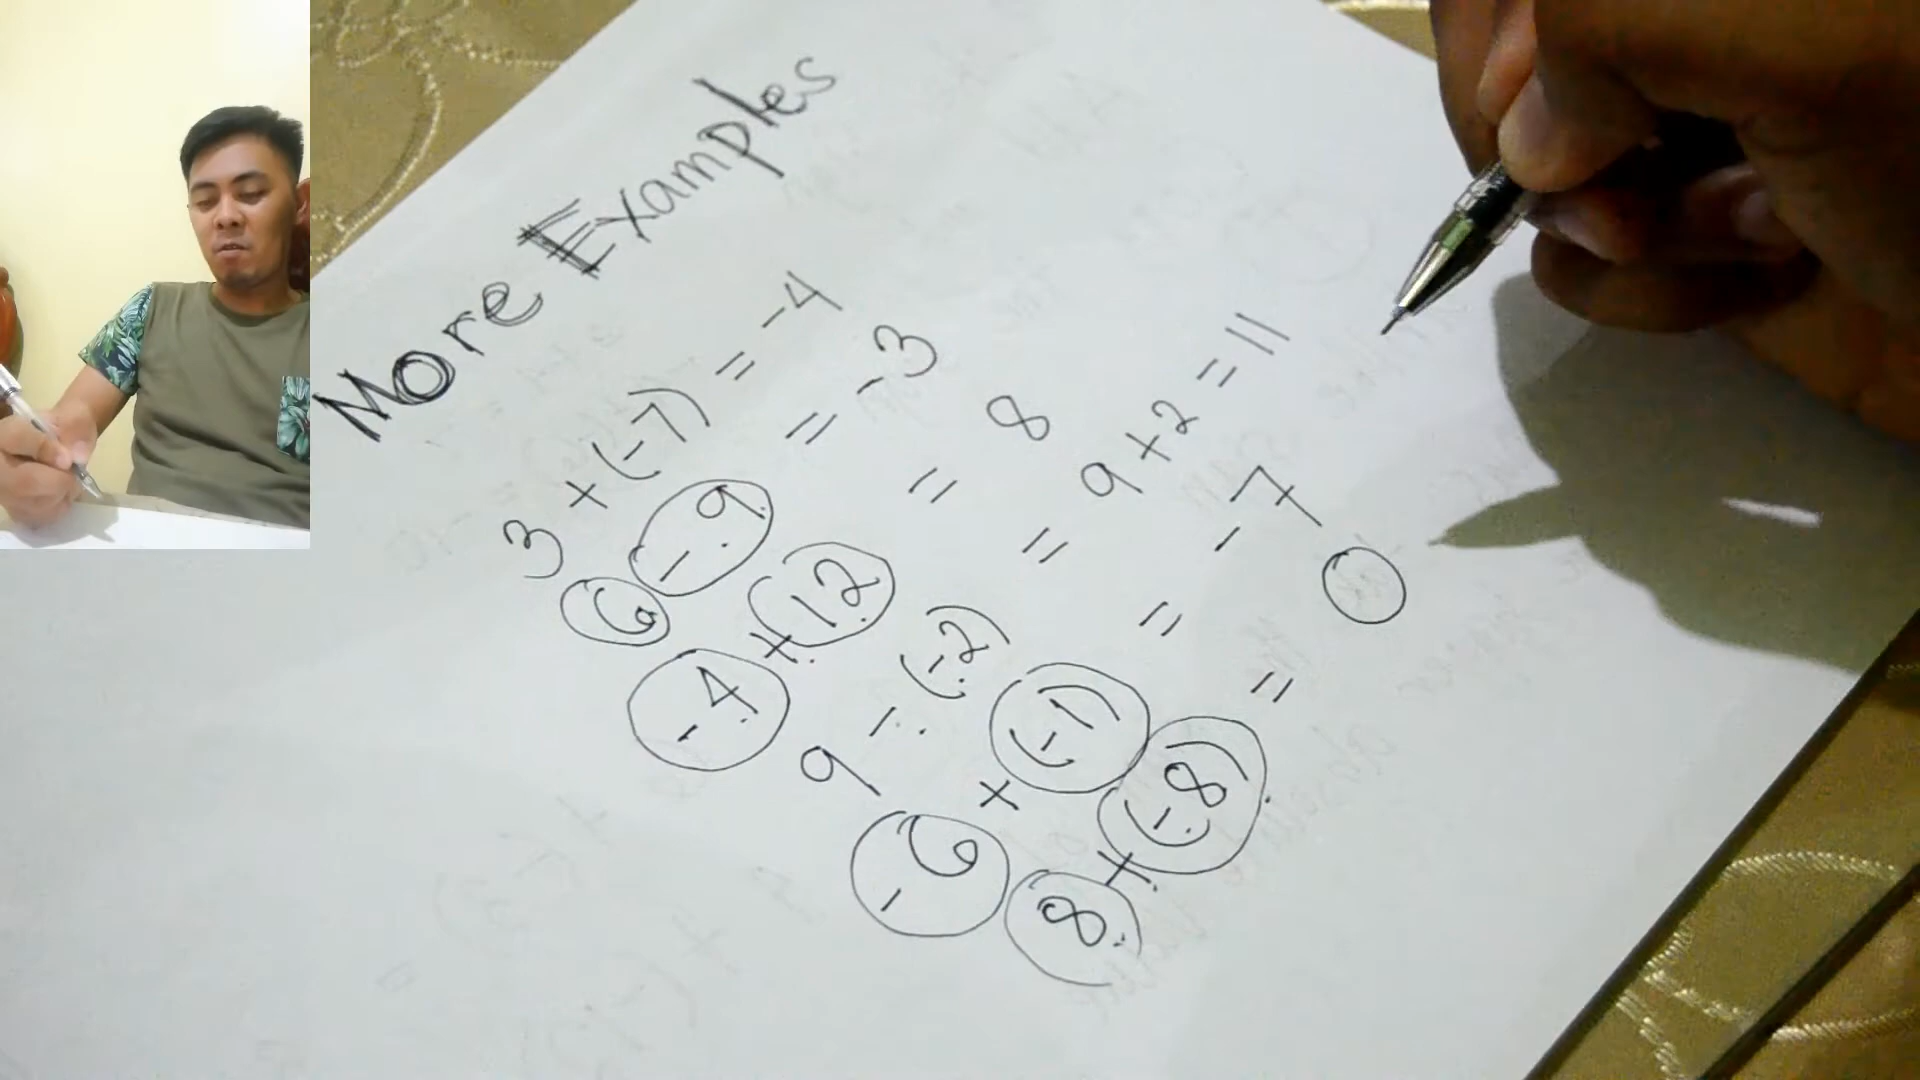 More Examples
3 + (-7) = -4
6 - 9 = -3
-4 + 12 = 8
9 - (-2) = 9 + 2 = 11
-6 + (-1) = -7
8 + (-8) = 0